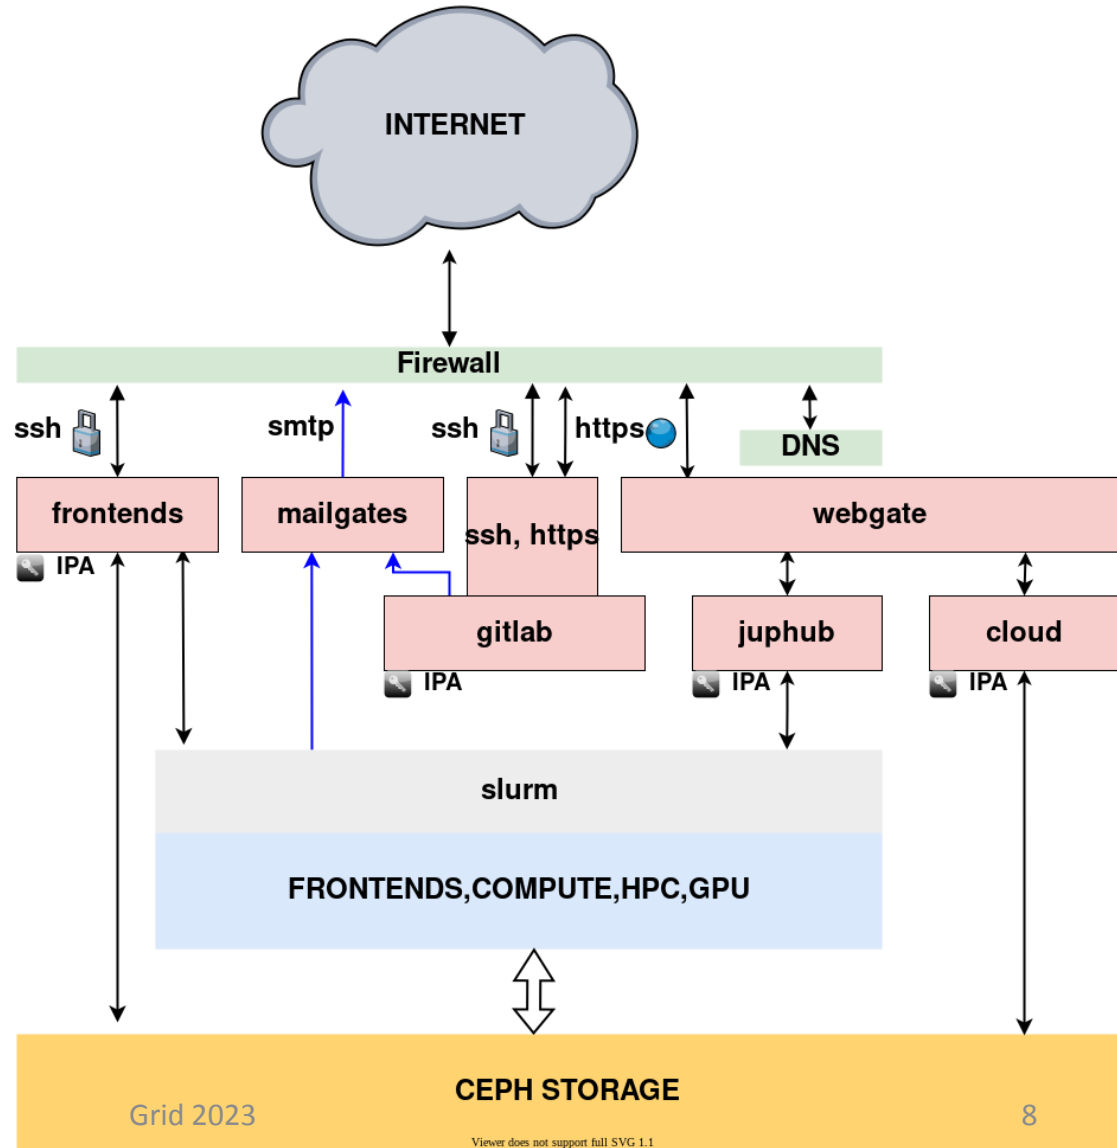 INTERNET
Firewall
ssh
smtp
ssh
https
DNS
frontends
mailgates
ssh, https
webgate
IPA
gitlab
juphub
cloud
IPA
IPA
IPA
slurm
FRONTENDS,COMPUTE,HPC,GPU
CEPH STORAGE
Grid 2023
8
Viewer does not support full SVG 1.1